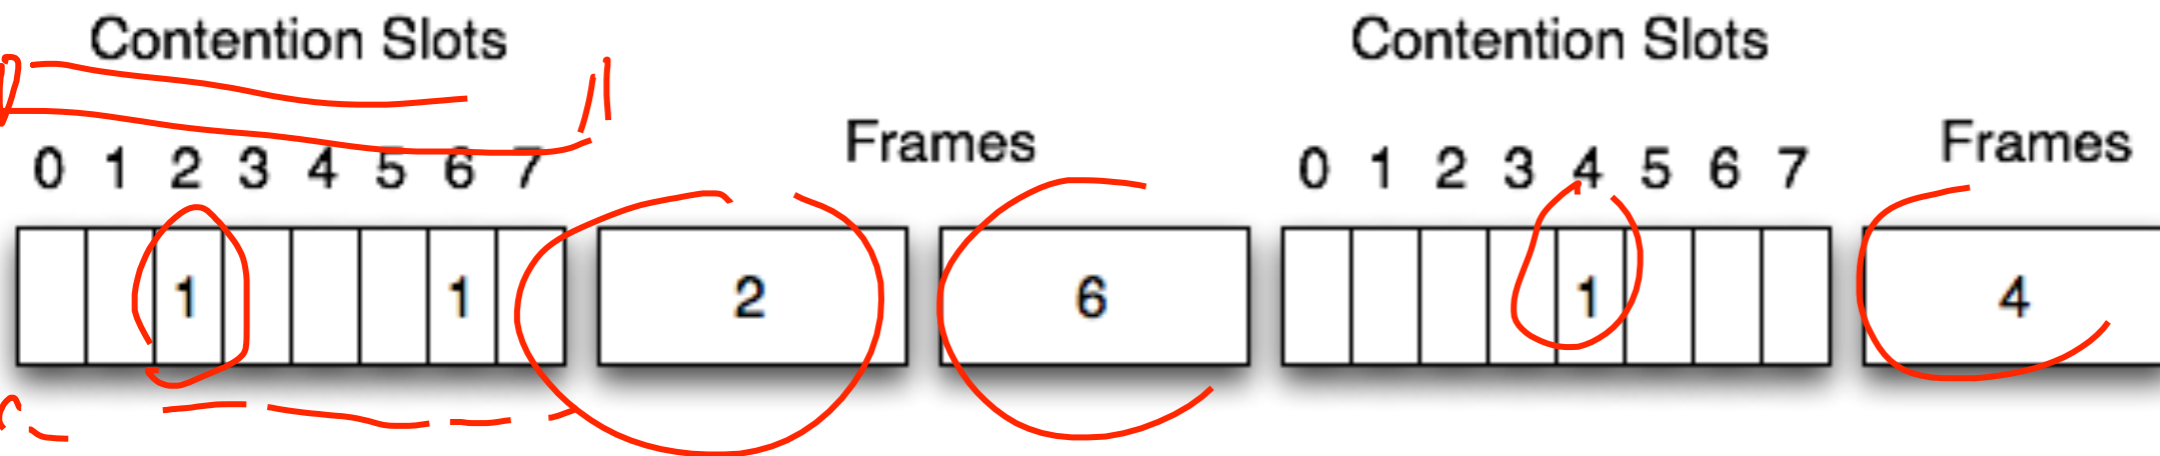 Contention Slots Contention Slots
Frames Frames
0 1 2 3 4 5 6 7 0 1 2 3 4 5 6 7
1 1 2 6 1 4